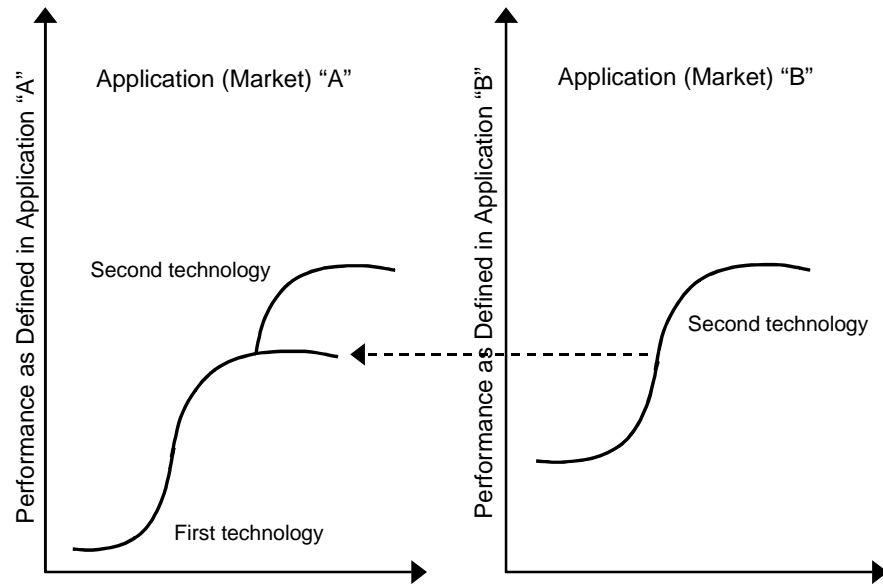 Performance as Defined in Application “A”
Application (Market) “A”
Second technology
First technology
Performance as Defined in Application “B”
Application (Market) “B”
Second technology